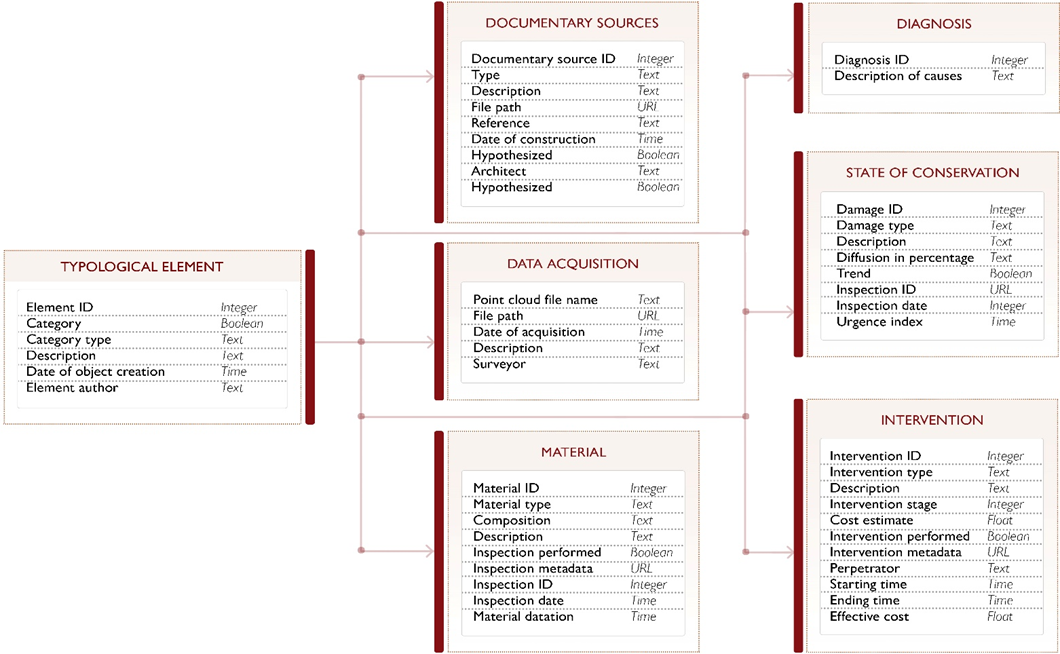 TYPOLOGICAL ELEMENT
Element ID Integer
Category Boolean
Category type Text
Description Text
Date of object creation Time
Element author Text
DOCUMENTARY SOURCES
Documentary source ID Integer
Type Text
Description Text
File path URL
Reference Text
Date of construction Time
Hypothesized Boolean
Architect Text
Hypothesized Boolean
DATA ACQUISITION
Point cloud file name Text
File path URL
Date of acquisition Time
Description Text
Surveyor Text
MATERIAL
Material ID Integer
Material type Text
Composition Text
Description Text
Inspection performed Boolean
Inspection metadata URL
Inspection ID Integer
Inspection date Time
Material datation Time
DIAGNOSIS
Diagnosis ID Integer
Description of causes Text
STATE OF CONSERVATION
Damage ID Integer
Damage type Text
Description Text
Diffusion in percentage Text
Trend Boolean
Inspection ID URL
Inspection date Integer
Urgence index Time
INTERVENTION
Intervention ID Integer
Intervention type Text
Description Text
Intervention stage Integer
Cost estimate Float
Intervention performed Boolean
Intervention metadata URL
Perpetrator Text
Starting time Time
Ending time Time
Effective cost Float